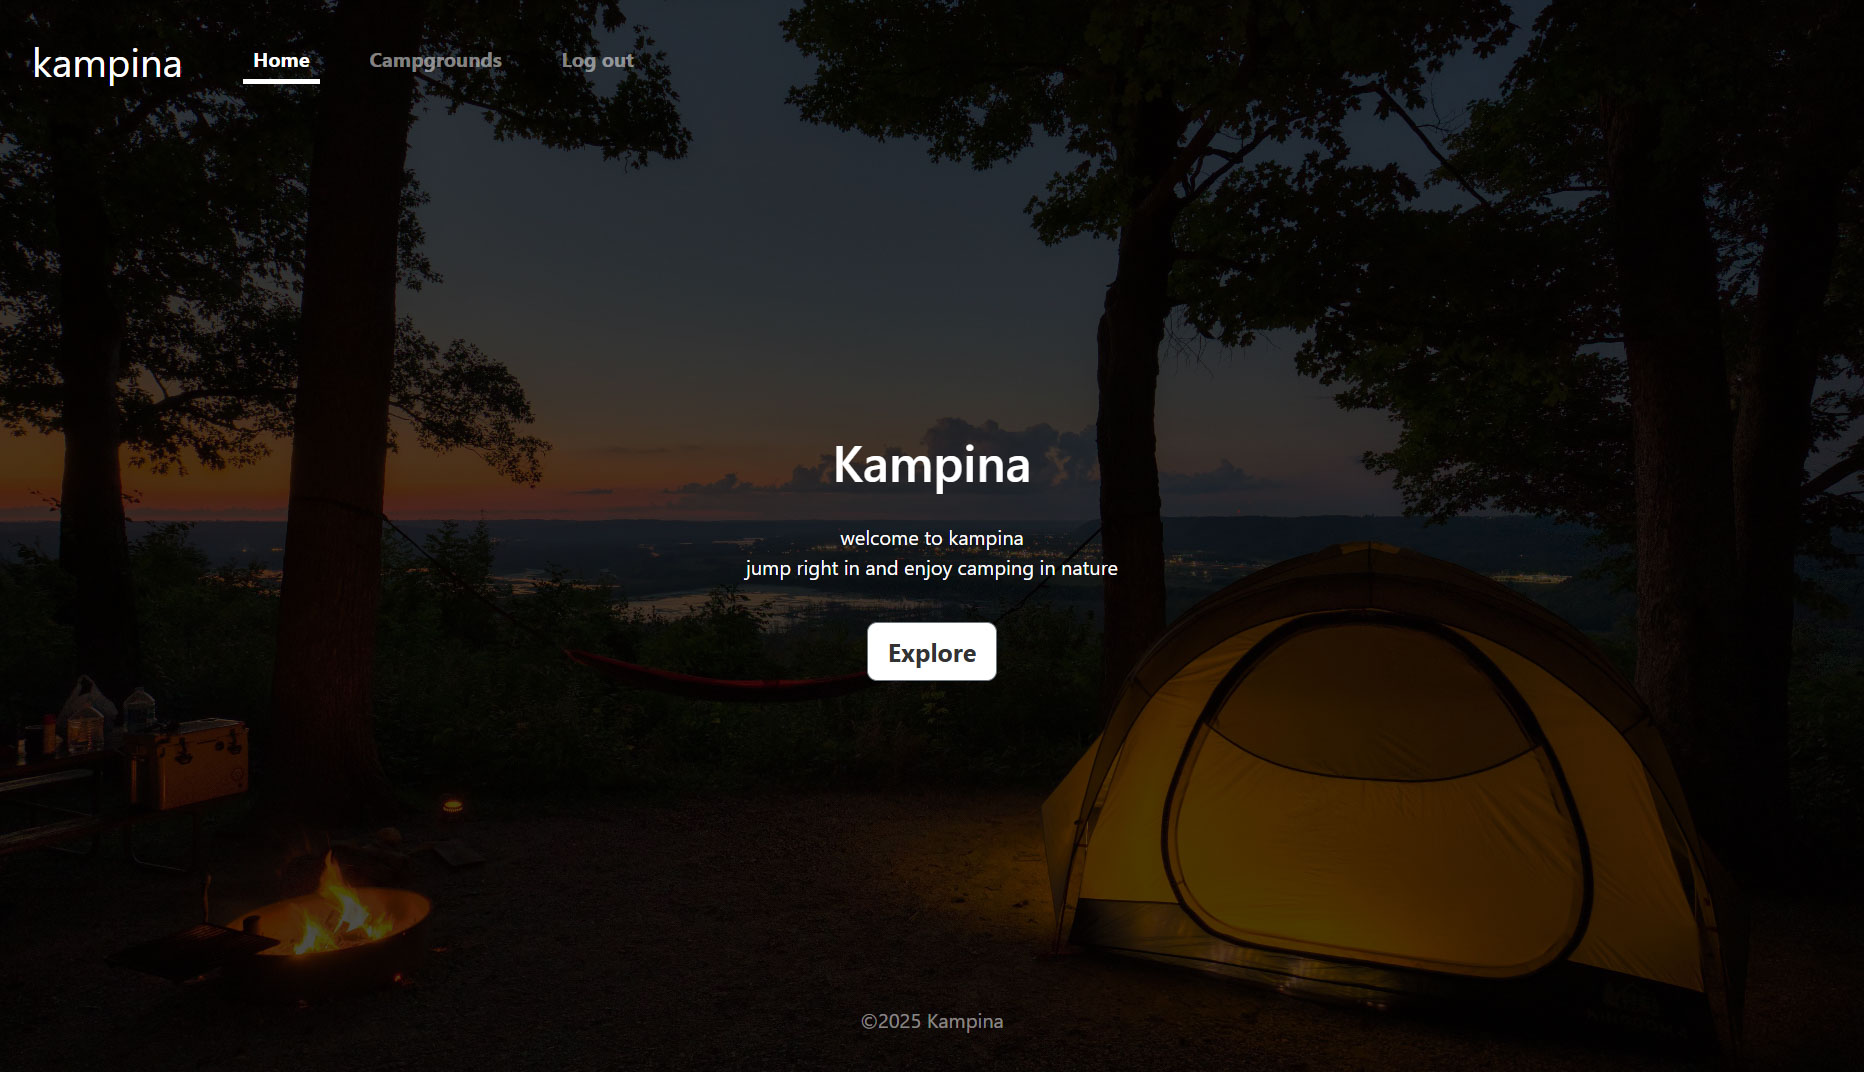 kampina
Home
Campgrounds
Log out
Kampina
welcome to kampina
jump right in and enjoy camping in nature
Explore
©2025 Kampina